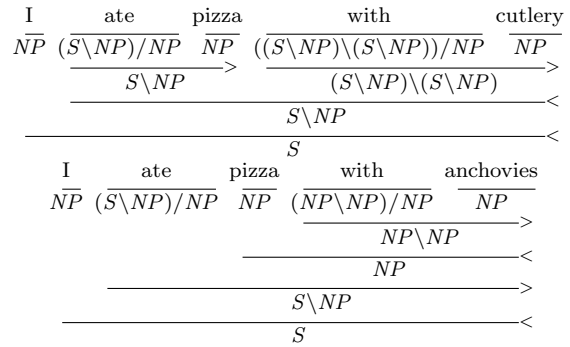 I ate pizza with cutlery
NP (S\NP)/NP NP ((S\NP)\(S\NP))/NP NP
> >
S\NP (S\NP)\(S\NP)
<
S\NP
<
S
I ate pizza with anchovies
NP (S\NP)/NP NP (NP\NP)/NP NP
>
NP\NP
<
NP
>
S\NP
<
S